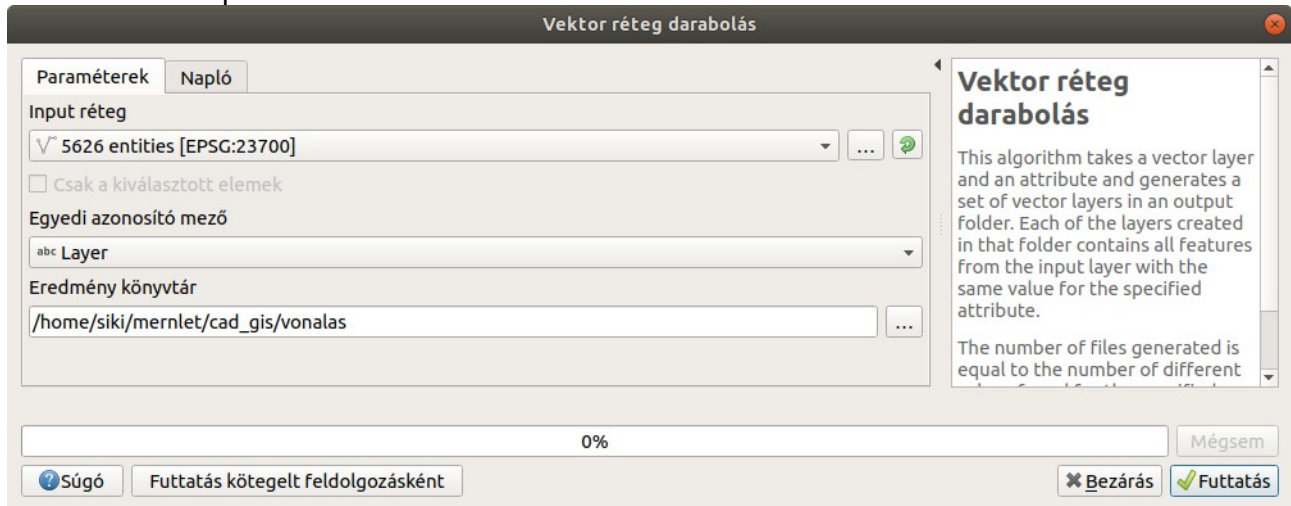 Vektor réteg darabolás
Paraméterek
Napló
Input réteg
5626 entities [EPSG:23700]
...
Csak a kiválasztott elemek
Egyedi azonosító mező
abc Layer
Eredmény könyvtár
/home/siki/mernlet/cad_gis/vonalas
...
Vektor réteg
darabolás
This algorithm takes a vector layer
and an attribute and generates a
set of vector layers in an output
folder. Each of the layers created
in that folder contains all features
from the input layer with the
same value for the specified
attribute.
The number of files generated is
equal to the number of different
0%
Mégsem
Súgó
Futtatás kötegelt feldolgozásként
Bezárás
Futtatás